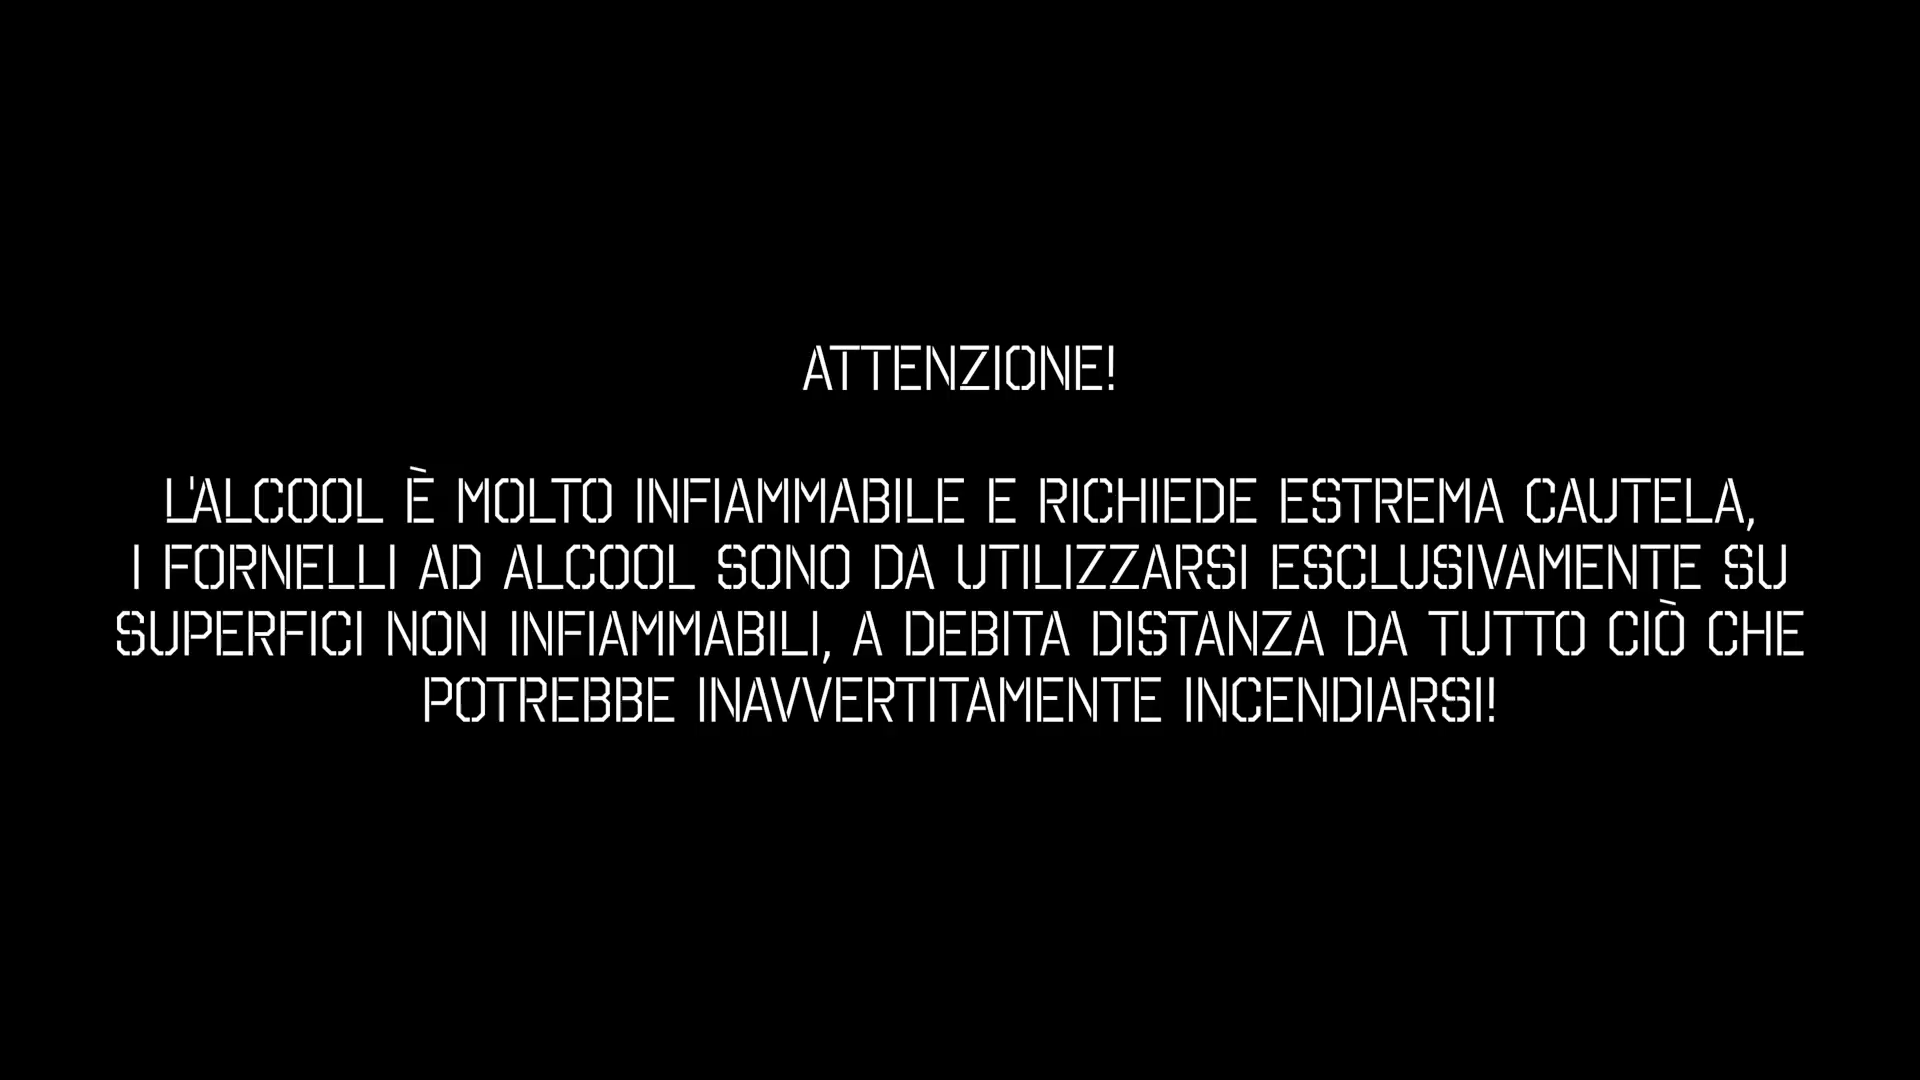 ATTENZIONE!
L'ALCOOL È MOLTO INFIAMMABILE E RICHIEDE ESTREMA CAUTELA,
I FORNELLI AD ALCOOL SONO DA UTILIZZARSI ESCLUSIVAMENTE SU
SUPERFICI NON INFIAMMABILI, A DEBITA DISTANZA DA TUTTO CIÒ CHE
POTREBBE INAVVERTITAMENTE INCENDIARSI!